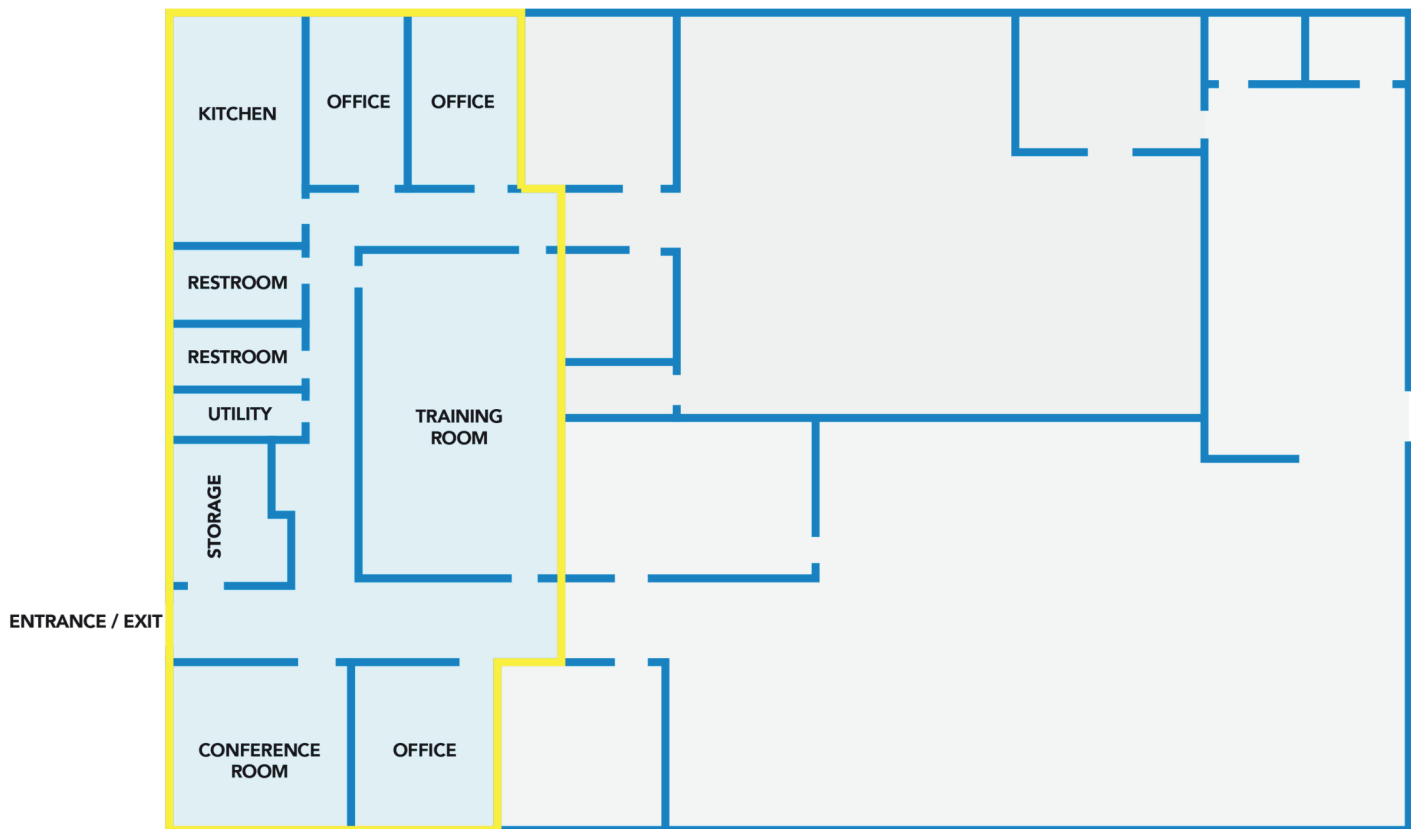 KITCHEN
OFFICE
OFFICE
RESTROOM
RESTROOM
UTILITY
TRAINING
ROOM
STORAGE
ENTRANCE / EXIT
CONFERENCE
ROOM
OFFICE